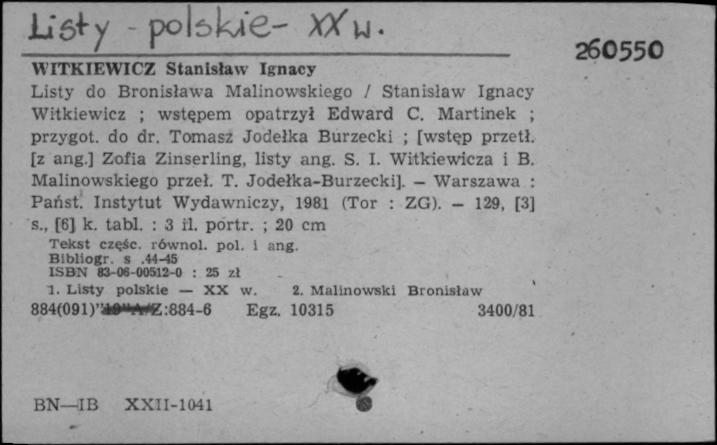 Listy - polskie - XX w.
260550
WITKIEWICZ Stanisław Ignacy
Listy do Bronisława Malinowskiego / Stanisław Ignacy
Witkiewicz ; wstępem opatrzył Edward C. Martinek ;
przygot. do dr. Tomasz Jodełka Burzecki ; [wstęp przetł.
[z ang.] Zofia Zinserling, listy ang. S. I. Witkiewicza i B.
Malinowskiego przeł. T. Jodełka-Burzecki]. — Warszawa :
Państ. Instytut Wydawniczy, 1981 (Tor : ZG). — 129, [3]
s., [6] k. tabl. : 3 il. portr. ; 20 cm
Tekst częśc. równol. pol. i ang.
Bibliogr. s .44-45
ISBN 83-06-00512-0 : 25 zł
1. Listy polskie — XX w. 2. Malinowski Bronisław
884(091)"19"A/Z:884-6 Egz. 10315 3400/81
BN—IB XXII-1041